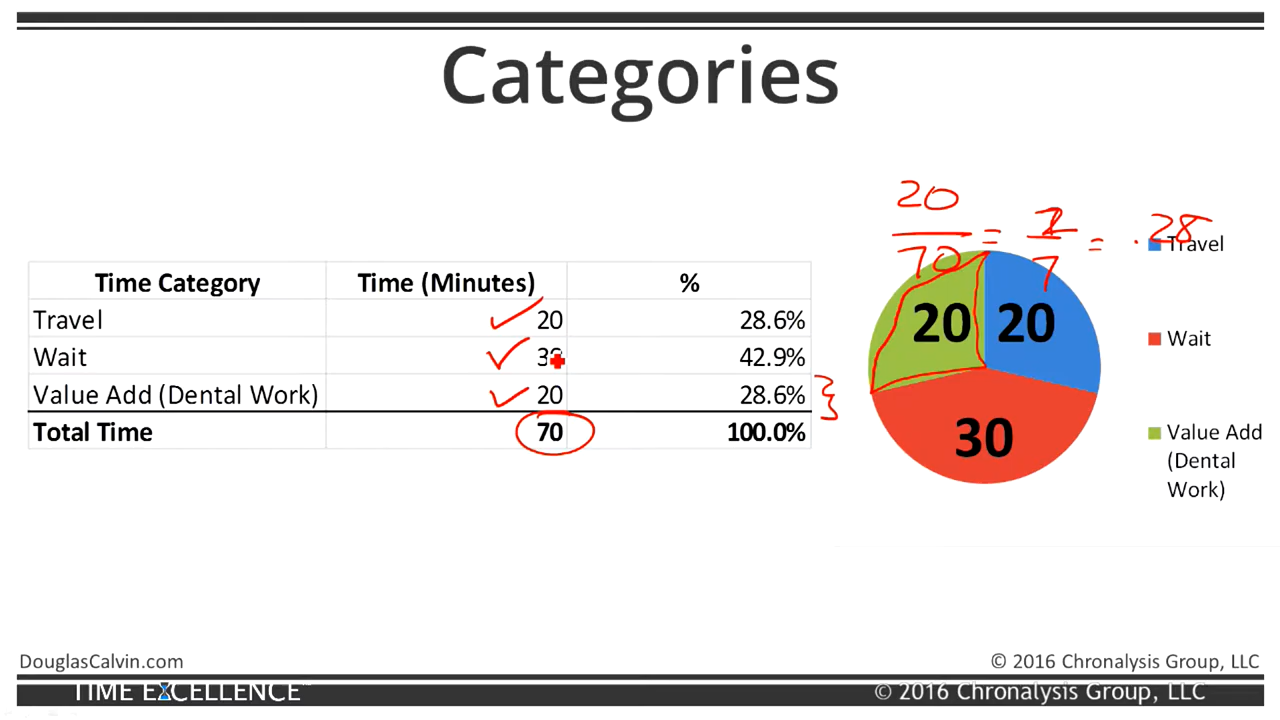 Categories
20
70
=
2
7
= .28
Time Category Time (Minutes) %
Travel 20 28.6%
Wait 30 42.9%
Value Add (Dental Work) 20 28.6%
Total Time 70 100.0%
20 20
30
Travel
Wait
Value Add
(Dental
Work)
DouglasCalvin.com © 2016 Chronalysis Group, LLC
TIME EXCELLENCE™ © 2016 Chronalysis Group, LLC